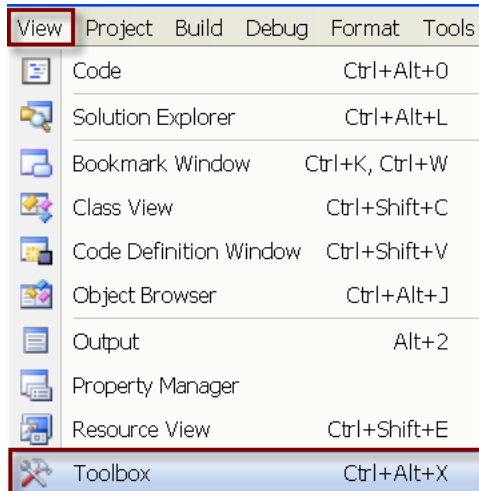 View Project Build Debug Format Tools
Code Ctrl+Alt+0
Solution Explorer Ctrl+Alt+L
Bookmark Window Ctrl+K, Ctrl+W
Class View Ctrl+Shift+C
Code Definition Window Ctrl+Shift+V
Object Browser Ctrl+Alt+J
Output Alt+2
Property Manager
Resource View Ctrl+Shift+E
Toolbox Ctrl+Alt+X